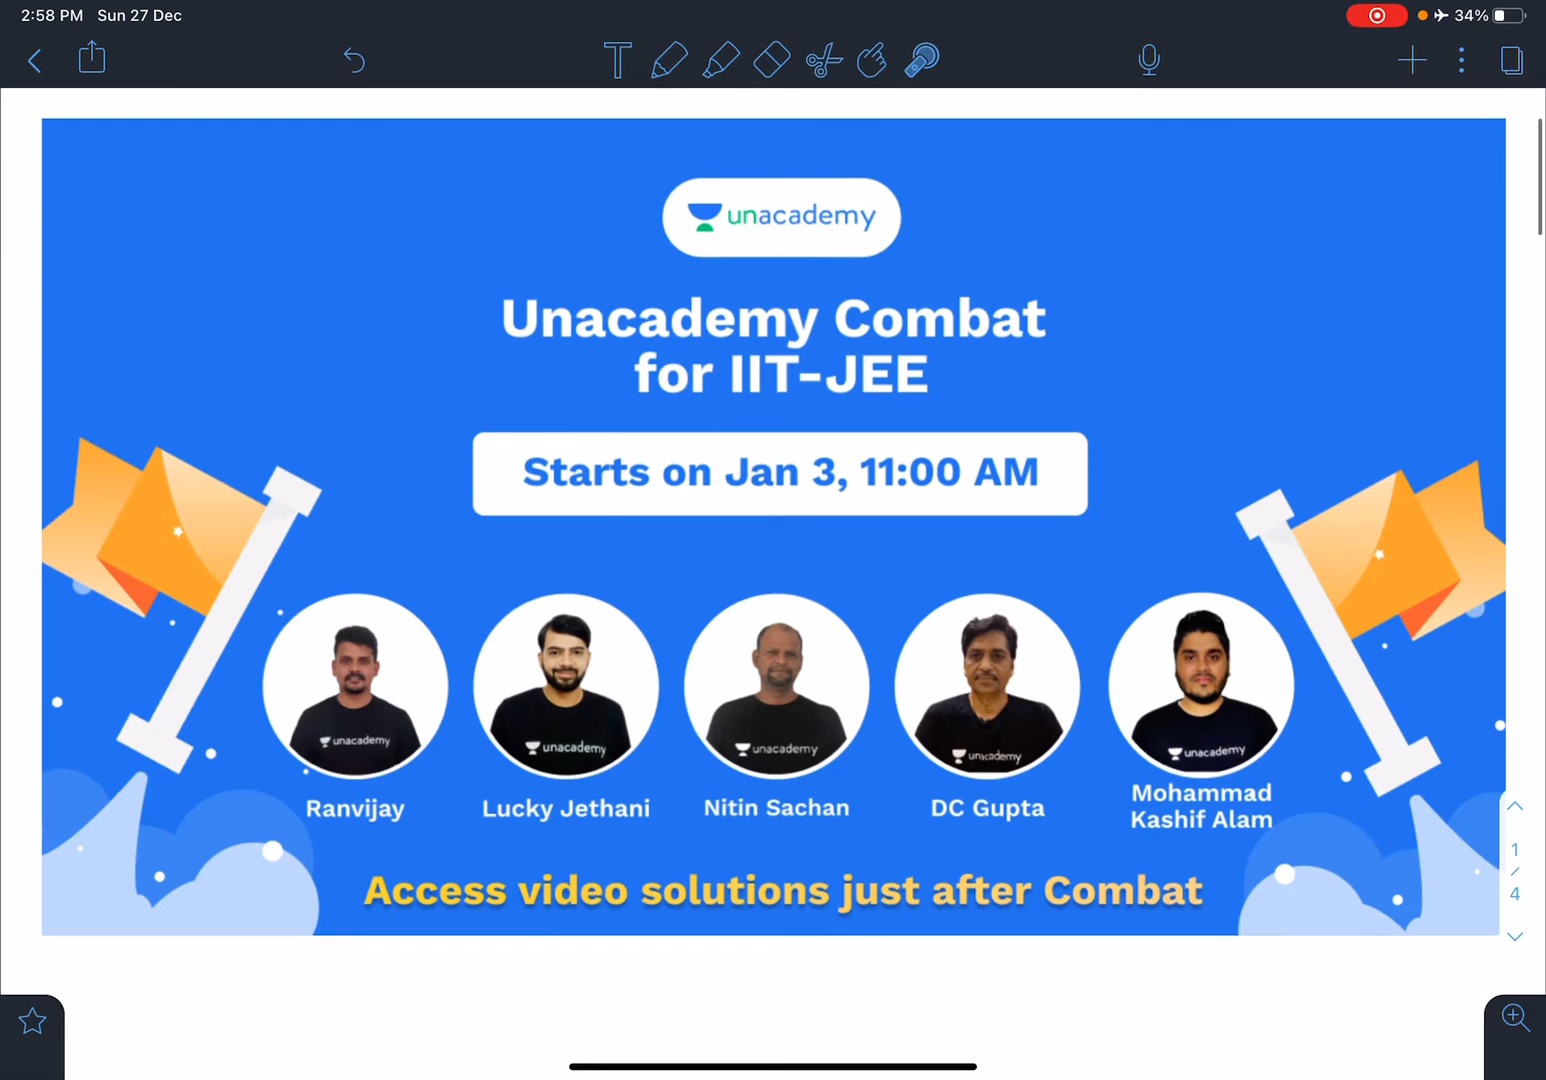 2:58 PM Sun 27 Dec
34%
T
unacademy
Unacademy Combat
for IIT-JEE
Starts on Jan 3, 11:00 AM
unacademy
unacademy
unacademy
unacademy
unacademy
Ranvijay
Lucky Jethani
Nitin Sachan
DC Gupta
Mohammad
Kashif Alam
Access video solutions just after Combat
1
/
4